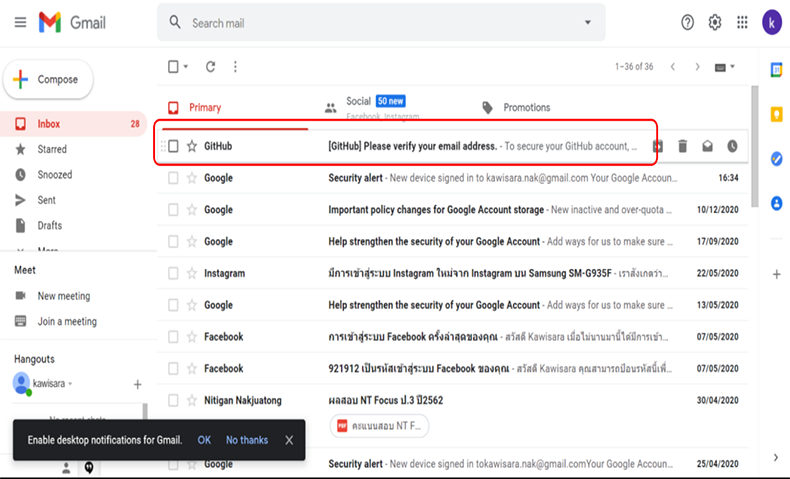 Gmail
Search mail
k
Compose
1–36 of 36
Primary
Social 50 new
Facebook, Instagram
Promotions
Inbox 28
Starred
Snoozed
Sent
Drafts
More
Meet
New meeting
Join a meeting
Hangouts
kawisara
No recent chats
GitHub [GitHub] Please verify your email address. - To secure your GitHub account, ...
Google Security alert - New device signed in to kawisara.nak@gmail.com Your Google Accoun... 16:34
Google Important policy changes for Google Account storage - New inactive and over-quota ... 10/12/2020
Google Help strengthen the security of your Google Account - Add ways for us to make sure ... 17/09/2020
Instagram มีการเข้าสู่ระบบ Instagram ใหม่จาก Instagram บน Samsung SM-G935F - เราสังเกตว่า... 22/05/2020
Google Help strengthen the security of your Google Account - Add ways for us to make sure ... 13/05/2020
Facebook การเข้าสู่ระบบ Facebook ครั้งล่าสุดของคุณ - สวัสดี Kawisara เมื่อไม่นานมานี้ได้มีการ... 07/05/2020
Facebook 921912 เป็นรหัสเข้าสู่ระบบ Facebook ของคุณ - สวัสดี Kawisara คุณสามารถป้อนรหัสนี้เพื่... 07/05/2020
Nitigan Nakjuatong ผลสอบ NT Focus ป.3 ปี2562 30/04/2020
PDF คะแนนสอบ NT F...
Google Security alert - New device signed in tokawisara.nak@gmail.comYour Google Accoun... 25/04/2020
Enable desktop notifications for Gmail. OK No thanks